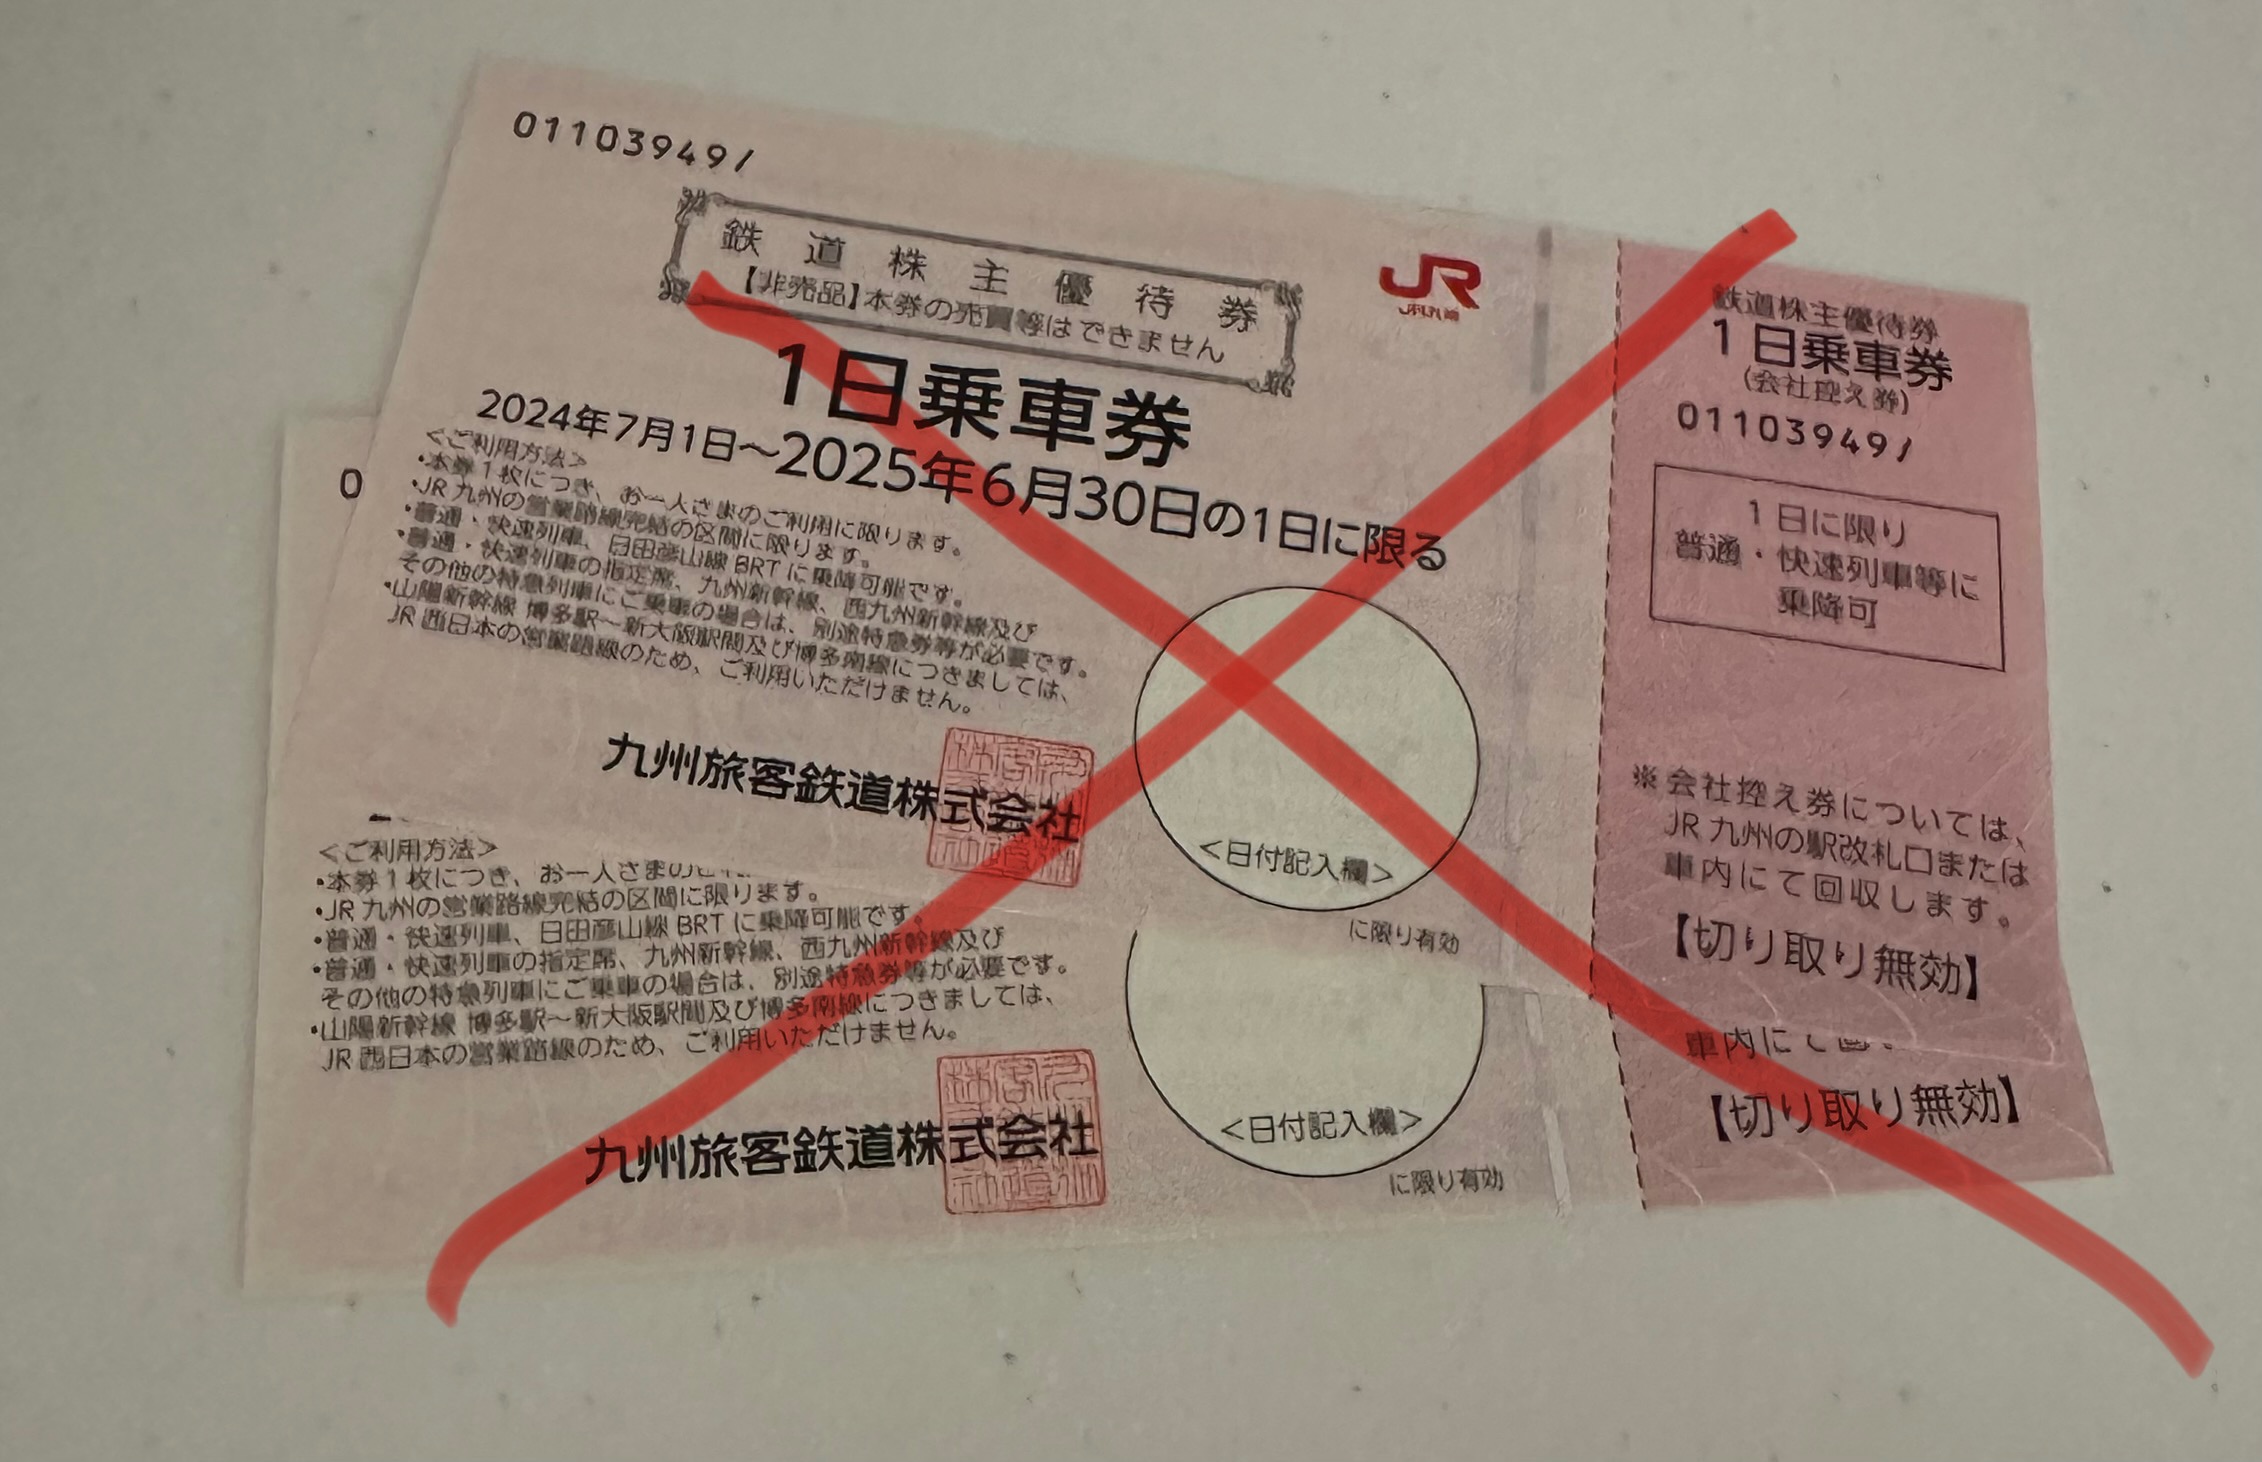 01103949/
鉄道株主優待券
【非売品】本券の売買等はできません
JR
JR九州
1日乗車券
2024年7月1日~2025年6月30日の1日に限る
<ご利用方法>
・本券1枚につき、お一人さまのご利用に限ります。
・JR九州の営業路線完結の区間に限ります。
・普通・快速列車、日田彦山線BRTに乗降可能です。
・普通・快速列車の指定席、九州新幹線、西九州新幹線及び
その他の特急列車にご乗車の場合は、別途特急券等が必要です。
・山陽新幹線 博多駅~新大阪駅間及び博多南線につきましては、
JR西日本の営業路線のため、ご利用いただけません。
九州旅客鉄道株式会社
<日付記入欄>
に限り有効
鉄道株主優待券
1日乗車券
(会社控え券)
01103949/
1日に限り
普通・快速列車等に
乗降可
※会社控え券については、
JR九州の駅改札口または
車内にて回収します。
【切り取り無効】
0
<ご利用方法>
・本券1枚につき、お一人さまの
・JR九州の営業路線完結の区間に限ります。
・普通・快速列車、日田彦山線BRTに乗降可能です。
・普通・快速列車の指定席、九州新幹線、西九州新幹線及び
その他の特急列車にご乗車の場合は、別途特急券等が必要です。
・山陽新幹線 博多駅~新大阪駅間及び博多南線につきましては、
JR西日本の営業路線のため、ご利用いただけません。
九州旅客鉄道株式会社
<日付記入欄>
に限り有効
車内にて
【切り取り無効】